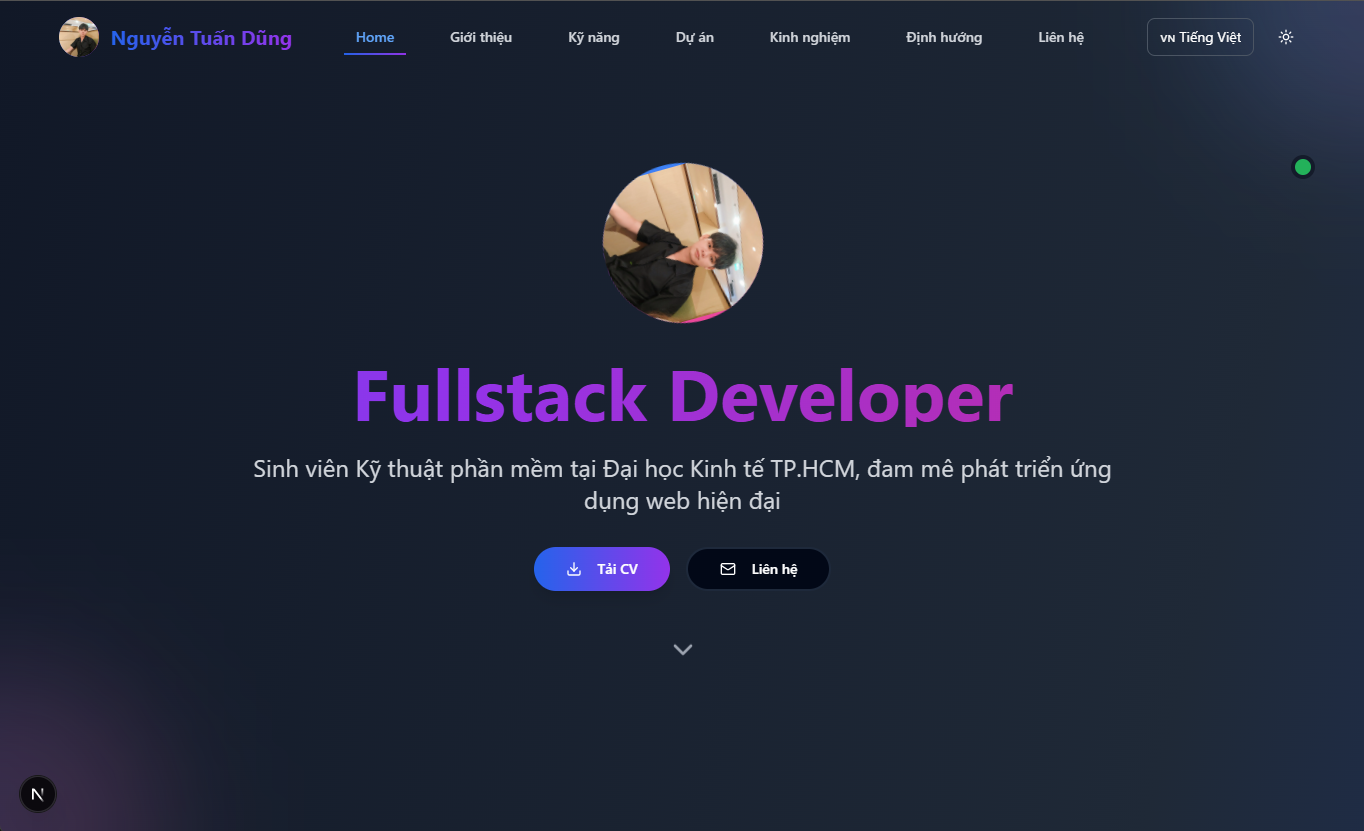 Nguyễn Tuấn Dũng
Home
Giới thiệu
Kỹ năng
Dự án
Kinh nghiệm
Định hướng
Liên hệ
VN Tiếng Việt
Fullstack Developer
Sinh viên Kỹ thuật phần mềm tại Đại học Kinh tế TP.HCM, đam mê phát triển ứng
dụng web hiện đại
Tải CV
Liên hệ
N